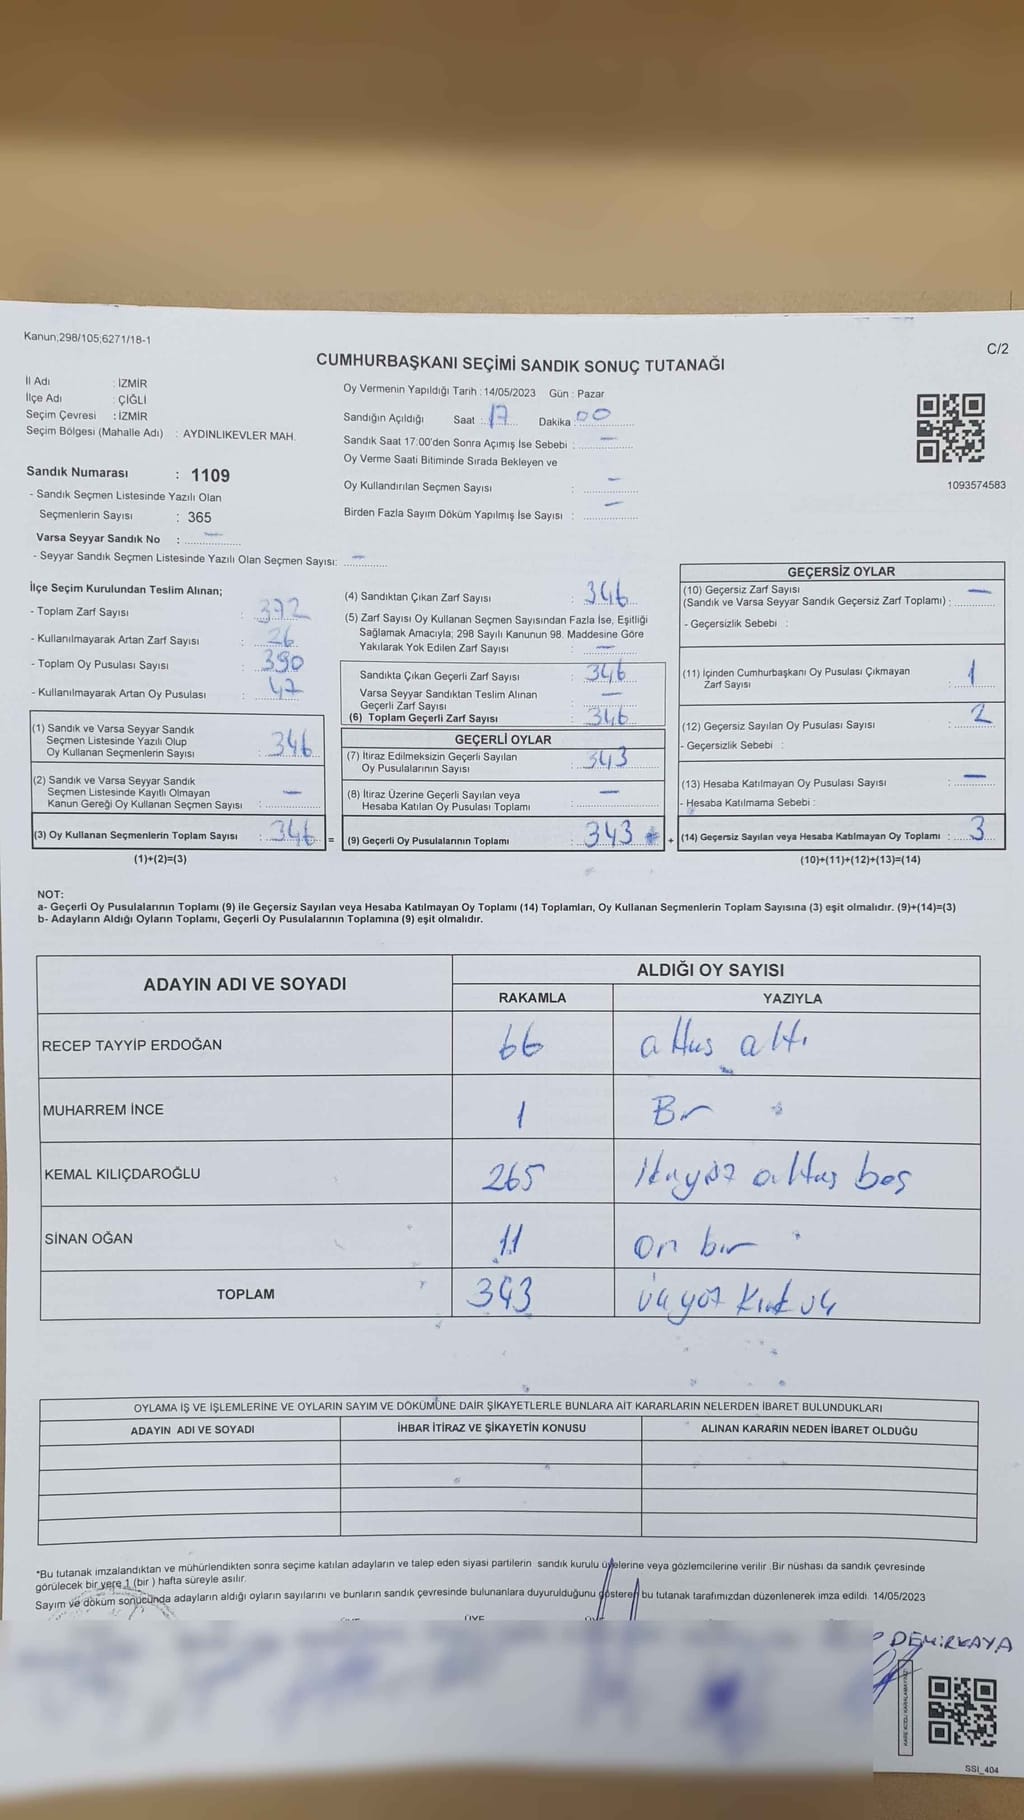 Kanun;298/105;6271/18-1
C/2
CUMHURBAŞKANI SEÇİMİ SANDIK SONUÇ TUTANAĞI
İl Adı : İZMİR
İlçe Adı : ÇİĞLİ
Seçim Çevresi : İZMİR
Seçim Bölgesi (Mahalle Adı) : AYDINLIKEVLER MAH.
Sandık Numarası : 1109
- Sandık Seçmen Listesinde Yazılı Olan
Seçmenlerin Sayısı : 365
Varsa Seyyar Sandık No : —
- Seyyar Sandık Seçmen Listesinde Yazılı Olan Seçmen Sayısı: —
Oy Vermenin Yapıldığı Tarih : 14/05/2023 Gün : Pazar
Sandığın Açıldığı Saat : 17 Dakika : 00
Sandık Saat 17:00'den Sonra Açımış İse Sebebi : —
Oy Verme Saati Bitiminde Sırada Bekleyen ve
Oy Kullandırılan Seçmen Sayısı : —
Birden Fazla Sayım Döküm Yapılmış İse Sayısı : —
1093574583
İlçe Seçim Kurulundan Teslim Alınan;
- Toplam Zarf Sayısı : 372
- Kullanılmayarak Artan Zarf Sayısı : 26
- Toplam Oy Pusulası Sayısı : 390
- Kullanılmayarak Artan Oy Pusulası : 47
(1) Sandık ve Varsa Seyyar Sandık
Seçmen Listesinde Yazılı Olup
Oy Kullanan Seçmenlerin Sayısı : 346
(2) Sandık ve Varsa Seyyar Sandık
Seçmen Listesinde Kayıtlı Olmayan
Kanun Gereği Oy Kullanan Seçmen Sayısı : —
(3) Oy Kullanan Seçmenlerin Toplam Sayısı : 346 =
(1)+(2)=(3)
(4) Sandıktan Çıkan Zarf Sayısı : 346
(5) Zarf Sayısı Oy Kullanan Seçmen Sayısından Fazla İse, Eşitliği
Sağlamak Amacıyla; 298 Sayılı Kanunun 98. Maddesine Göre
Yakılarak Yok Edilen Zarf Sayısı : —
Sandıkta Çıkan Geçerli Zarf Sayısı : 346
Varsa Seyyar Sandıktan Teslim Alınan
Geçerli Zarf Sayısı : —
(6) Toplam Geçerli Zarf Sayısı : 346
GEÇERLİ OYLAR
(7) İtiraz Edilmeksizin Geçerli Sayılan
Oy Pusulalarının Sayısı : 343
(8) İtiraz Üzerine Geçerli Sayılan veya
Hesaba Katılan Oy Pusulası Toplamı : —
(9) Geçerli Oy Pusulalarının Toplamı : 343 +
GEÇERSİZ OYLAR
(10) Geçersiz Zarf Sayısı
(Sandık ve Varsa Seyyar Sandık Geçersiz Zarf Toplamı) : —
- Geçersizlik Sebebi :
(11) İçinden Cumhurbaşkanı Oy Pusulası Çıkmayan
Zarf Sayısı : 1
(12) Geçersiz Sayılan Oy Pusulası Sayısı : 2
- Geçersizlik Sebebi :
(13) Hesaba Katılmayan Oy Pusulası Sayısı : —
- Hesaba Katılmama Sebebi :
(14) Geçersiz Sayılan veya Hesaba Katılmayan Oy Toplamı : 3
(10)+(11)+(12)+(13)=(14)
NOT:
a- Geçerli Oy Pusulalarının Toplamı (9) ile Geçersiz Sayılan veya Hesaba Katılmayan Oy Toplamı (14) Toplamları, Oy Kullanan Seçmenlerin Toplam Sayısına (3) eşit olmalıdır. (9)+(14)=(3)
b- Adayların Aldığı Oyların Toplamı, Geçerli Oy Pusulalarının Toplamına (9) eşit olmalıdır.
ADAYIN ADI VE SOYADI ALDIĞI OY SAYISI
RAKAMLA YAZIYLA
RECEP TAYYİP ERDOĞAN 66 altmış altı
MUHARREM İNCE 1 Bir
KEMAL KILIÇDAROĞLU 265 İkiyüz altmış beş
SİNAN OĞAN 11 on bir
TOPLAM 343 üçyüz kırk üç
OYLAMA İŞ VE İŞLEMLERİNE VE OYLARIN SAYIM VE DÖKÜMÜNE DAİR ŞİKAYETLERLE BUNLARA AİT KARARLARIN NELERDEN İBARET BULUNDUKLARI
ADAYIN ADI VE SOYADI İHBAR İTİRAZ VE ŞİKAYETİN KONUSU ALINAN KARARIN NEDEN İBARET OLDUĞU
*Bu tutanak imzalandıktan ve mühürlendikten sonra seçime katılan adayların ve talep eden siyasi partilerin sandık kurulu üyelerine veya gözlemcilerine verilir. Bir nüshası da sandık çevresinde
görülecek bir yere 1 (bir) hafta süreyle asılır.
Sayım ve döküm sonucunda adayların aldığı oyların sayılarını ve bunların sandık çevresinde bulunanlara duyurulduğunu gösteren bu tutanak tarafımızdan düzenlenerek imza edildi. 14/05/2023
ÜYE
DEMİRKAYA
SSİ_404